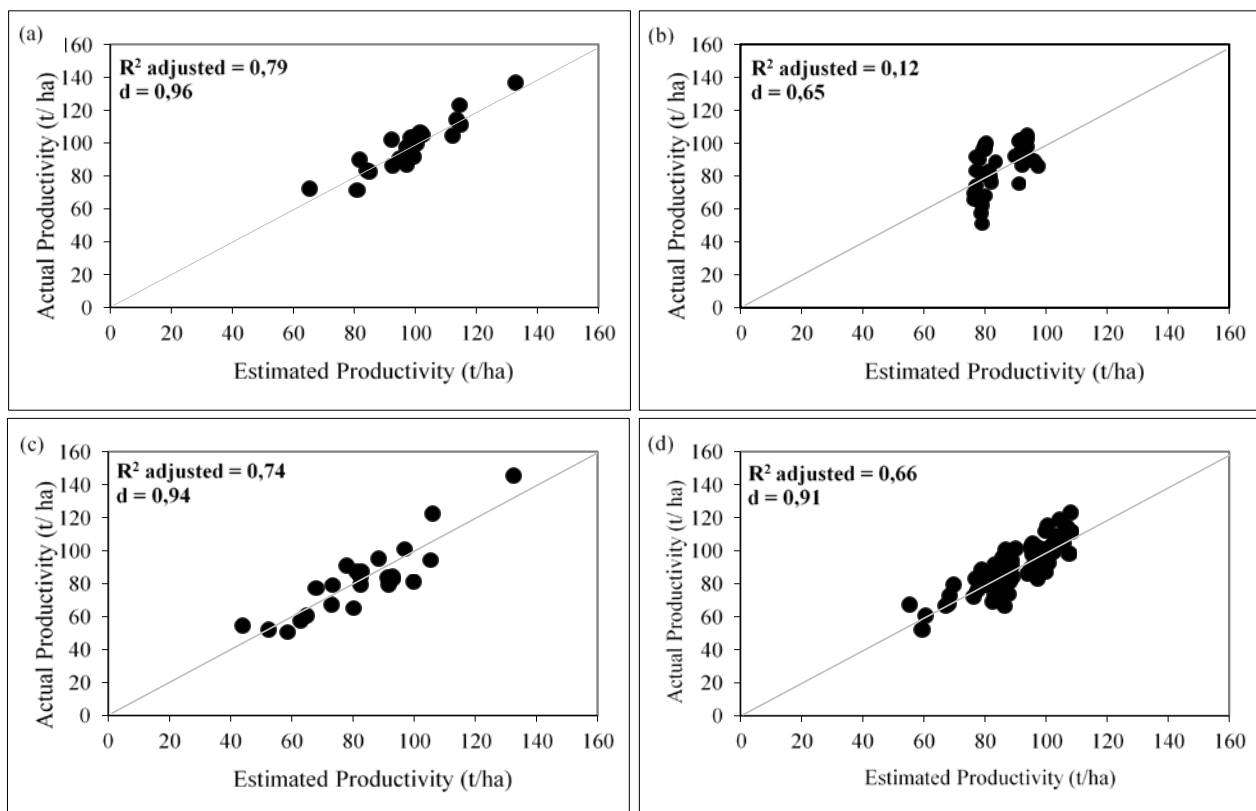 (a)
R² adjusted = 0,79
d = 0,96
160
140
120
100
80
60
40
20
0
Actual Productivity (t/ ha)
0 20 40 60 80 100 120 140 160
Estimated Productivity (t/ha)
(b)
R² adjusted = 0,12
d = 0,65
160
140
120
100
80
60
40
20
0
Actual Productivity (t/ ha)
0 20 40 60 80 100 120 140 160
Estimated Productivity (t/ha)
(c)
R² adjusted = 0,74
d = 0,94
160
140
120
100
80
60
40
20
0
Actual Productivity (t/ ha)
0 20 40 60 80 100 120 140 160
Estimated Productivity (t/ha)
(d)
R² adjusted = 0,66
d = 0,91
160
140
120
100
80
60
40
20
0
Actual Productivity (t/ ha)
0 20 40 60 80 100 120 140 160
Estimated Productivity (t/ha)